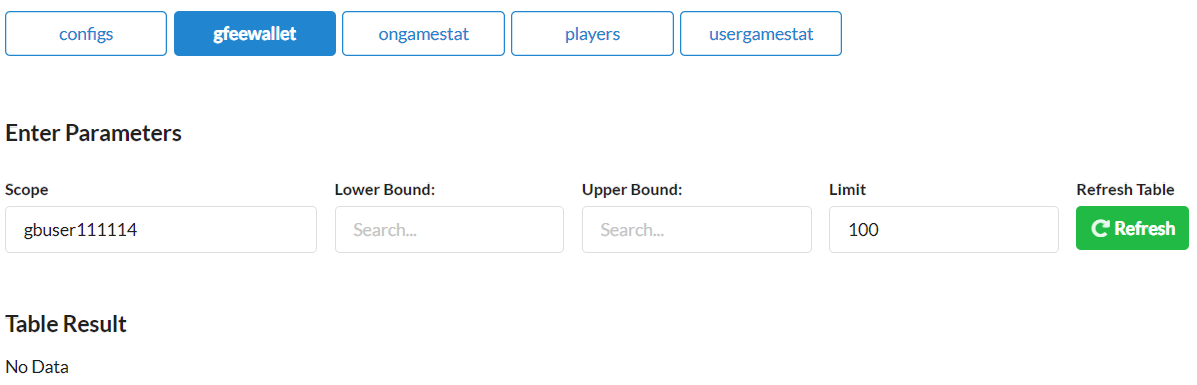 configs gfeewallet ongamestat players usergamestat
Enter Parameters
Scope Lower Bound: Upper Bound: Limit Refresh Table
gbuser111114 Search... Search... 100 Refresh
Table Result
No Data